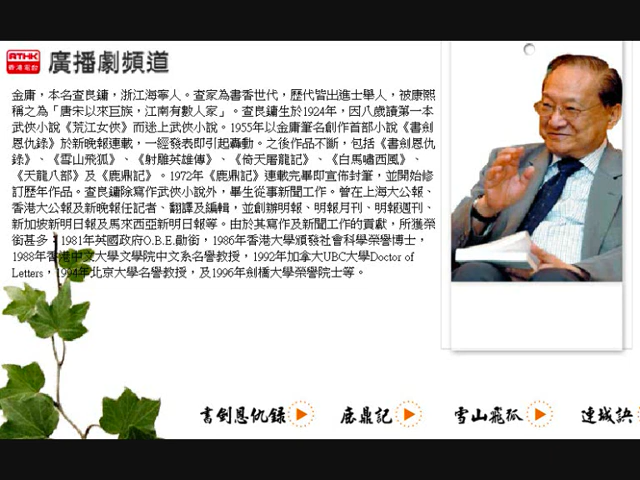 RTHK
香港電台
廣播劇頻道
金庸，本名查良鏞，浙江海寧人。查家為書香世代，歷代皆出進士舉人，被康熙
稱之為「唐宋以來巨族，江南有數人家」。查良鏞生於1924年，因八歲讀第一本
武俠小說《荒江女俠》而迷上武俠小說。1955年以金庸筆名創作首部小說《書劍
恩仇錄》於新晚報連載，一經發表即引起轟動。之後作品不斷，包括《書劍恩仇
錄》、《雪山飛狐》、《射雕英雄傳》、《倚天屠龍記》、《白馬嘯西風》、
《天龍八部》及《鹿鼎記》。1972年《鹿鼎記》連載完畢即宣佈封筆，並開始修
訂歷年作品。查良鏞除寫作武俠小說外，畢生從事新聞工作。曾在上海大公報、
香港大公報及新晚報任記者、翻譯及編輯，並創辦明報、明報月刊、明報週刊、
新加坡新明日報及馬來西亞新明日報等。由於其寫作及新聞工作的貢獻，所獲榮
銜甚多，1981年英國政府O.B.E.勳銜，1986年香港大學頒發社會科學榮譽博士，
1988年香港中文大學文學院中文系名譽教授，1992年加拿大UBC大學Doctor of
Letters，1994年北京大學名譽教授，及1996年劍橋大學榮譽院士等。
書劍恩仇錄
鹿鼎記
雪山飛狐
連城訣